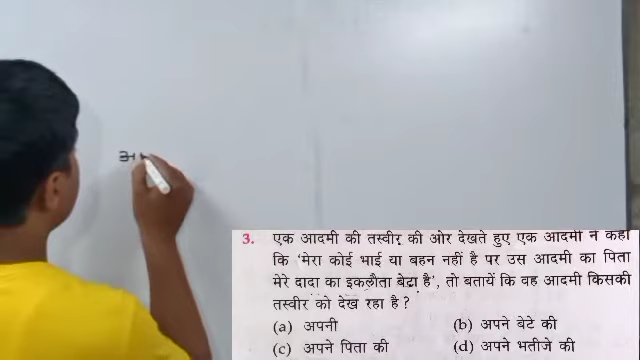 3. एक आदमी की तस्वीर की ओर देखते हुए एक आदमी ने कहा
कि 'मेरा कोई भाई या बहन नहीं है पर उस आदमी का पिता
मेरे दादा का इकलौता बेटा है', तो बतायें कि वह आदमी किसकी
तस्वीर को देख रहा है ?
(a) अपनी (b) अपने बेटे की
(c) अपने पिता की (d) अपने भतीजे की